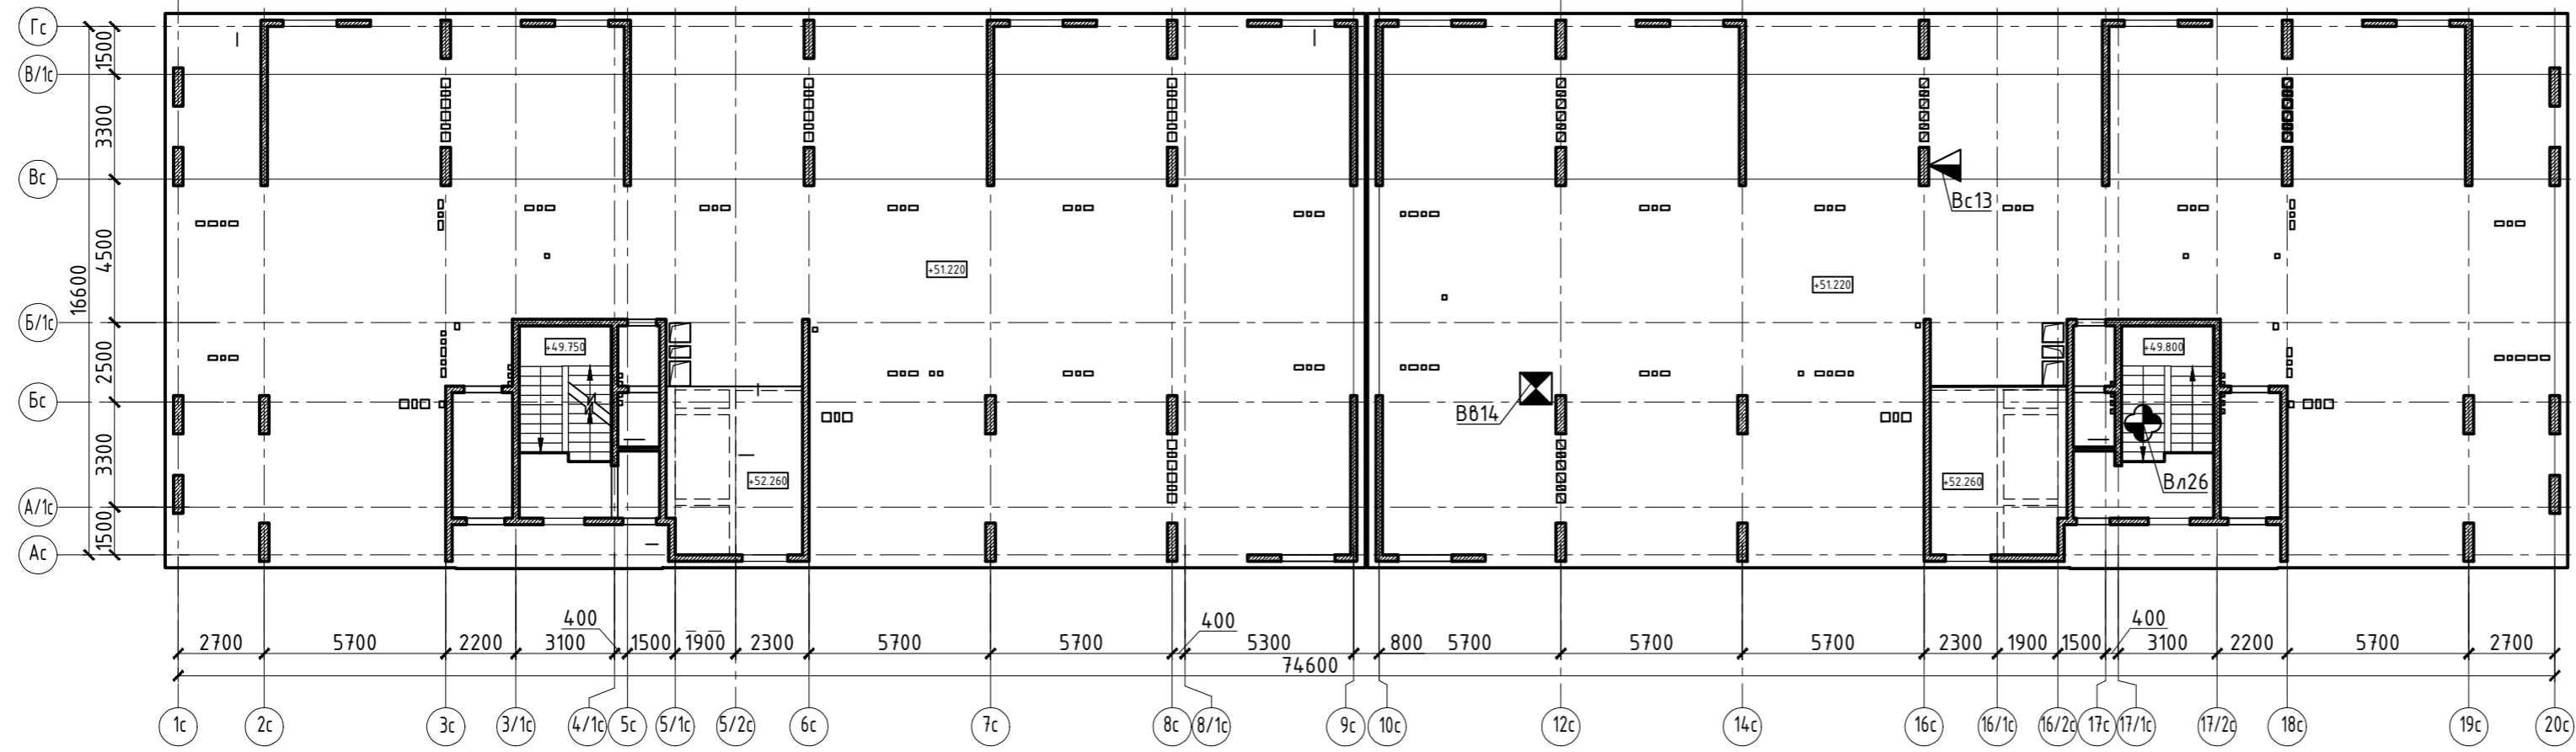 Гс
В/1с
Вс
Б/1с
Бс
А/1с
Ас
1500
3300
4500
2500
3300
1500
16600
+51.220
+51.220
Вс13
+49.750
+49.800
Вв14
+52.260
+52.260
Вл26
400
400
400
2700
5700
2200
3100
1500
1900
2300
5700
5700
5300
800
5700
5700
5700
2300
1900
1500
3100
2200
5700
2700
74600
1с
2с
3с
3/1с
4/1с
5с
5/1с
5/2с
6с
7с
8с
8/1с
9с
10с
12с
14с
16с
16/1с
16/2с
17с
17/1с
17/2с
18с
19с
20с